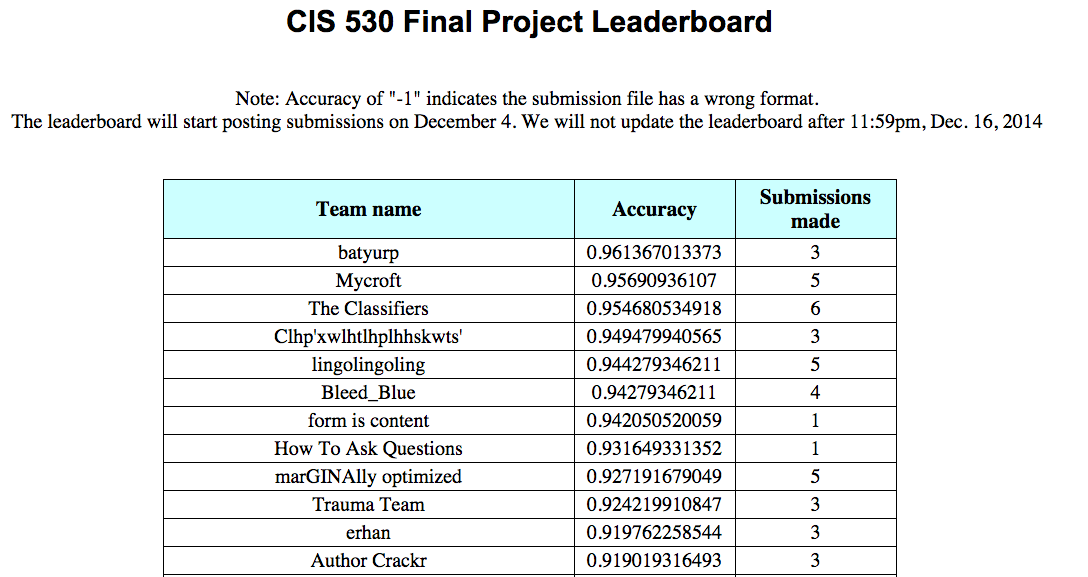 CIS 530 Final Project Leaderboard
Note: Accuracy of "-1" indicates the submission file has a wrong format.
The leaderboard will start posting submissions on December 4. We will not update the leaderboard after 11:59pm, Dec. 16, 2014
Team name Accuracy Submissions made
batyurp 0.961367013373 3
Mycroft 0.95690936107 5
The Classifiers 0.954680534918 6
Clhp'xwlhtlhplhhskwts' 0.949479940565 3
lingolingoling 0.944279346211 5
Bleed_Blue 0.94279346211 4
form is content 0.942050520059 1
How To Ask Questions 0.931649331352 1
marGINAlly optimized 0.927191679049 5
Trauma Team 0.924219910847 3
erhan 0.919762258544 3
Author Crackr 0.919019316493 3